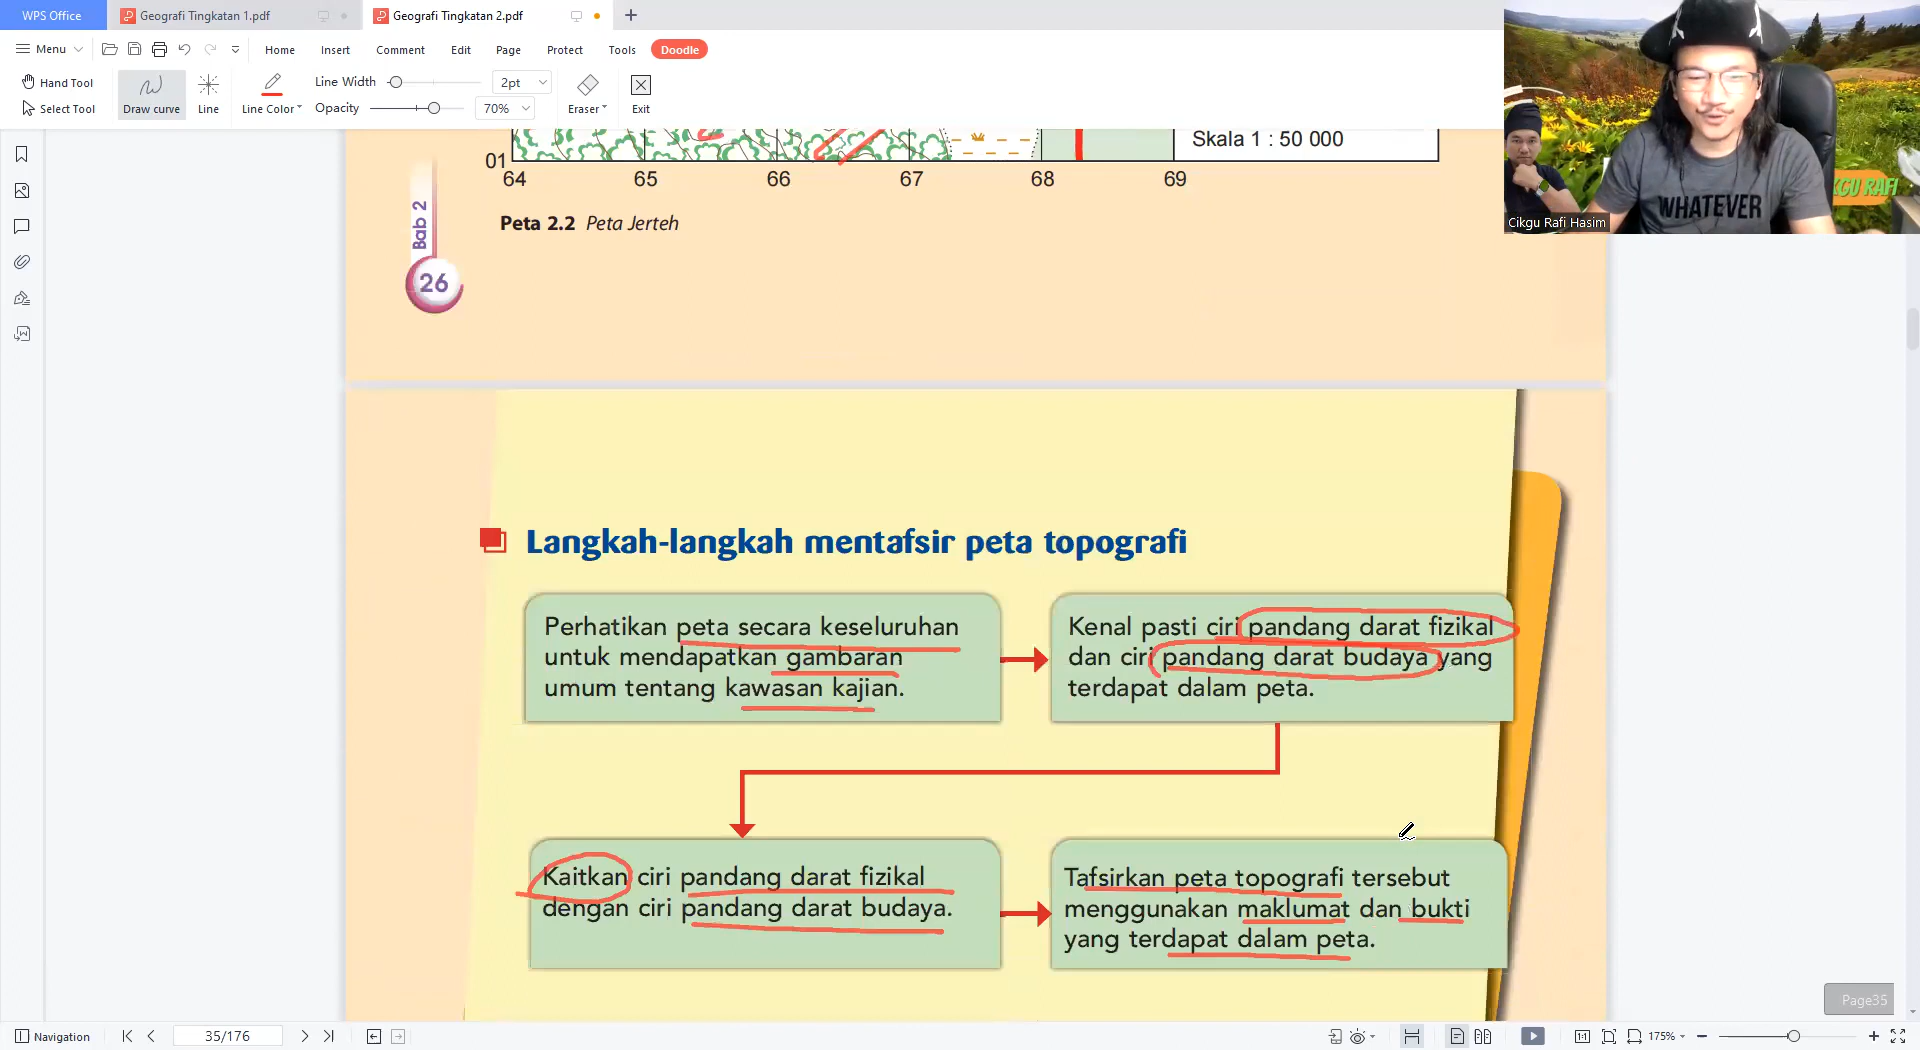 WPS Office
Geografi Tingkatan 1.pdf
Geografi Tingkatan 2.pdf
Menu
Home
Insert
Comment
Edit
Page
Protect
Tools
Doodle
Hand Tool
Select Tool
Draw curve
Line
Line Color
Line Width
2pt
Opacity
70%
Eraser
Exit
01
64
65
66
67
68
69
Skala 1 : 50 000
Peta 2.2 Peta Jerteh
Bab 2
26
WHATEVER
KGU RAFI
Cikgu Rafi Hasim
Langkah-langkah mentafsir peta topografi
Perhatikan peta secara keseluruhan
untuk mendapatkan gambaran
umum tentang kawasan kajian.
Kenal pasti ciri pandang darat fizikal
dan ciri pandang darat budaya yang
terdapat dalam peta.
Kaitkan ciri pandang darat fizikal
dengan ciri pandang darat budaya.
Tafsirkan peta topografi tersebut
menggunakan maklumat dan bukti
yang terdapat dalam peta.
Page35
Navigation
35/176
175%